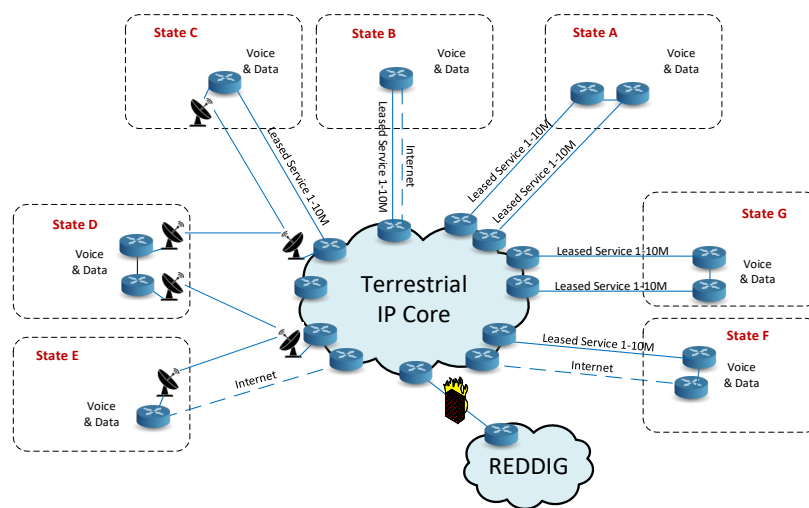 State C
Voice
& Data
State B
Voice
& Data
State A
Voice
& Data
Leased Service 1-10M
Leased Service 1-10M
Internet
Leased Service 1-10M
Leased Service 1-10M
State D
Voice
& Data
State G
Leased Service 1-10M
Voice
& Data
Leased Service 1-10M
Terrestrial
IP Core
State E
Voice
& Data
Internet
State F
Leased Service 1-10M
Voice
& Data
Internet
REDDIG